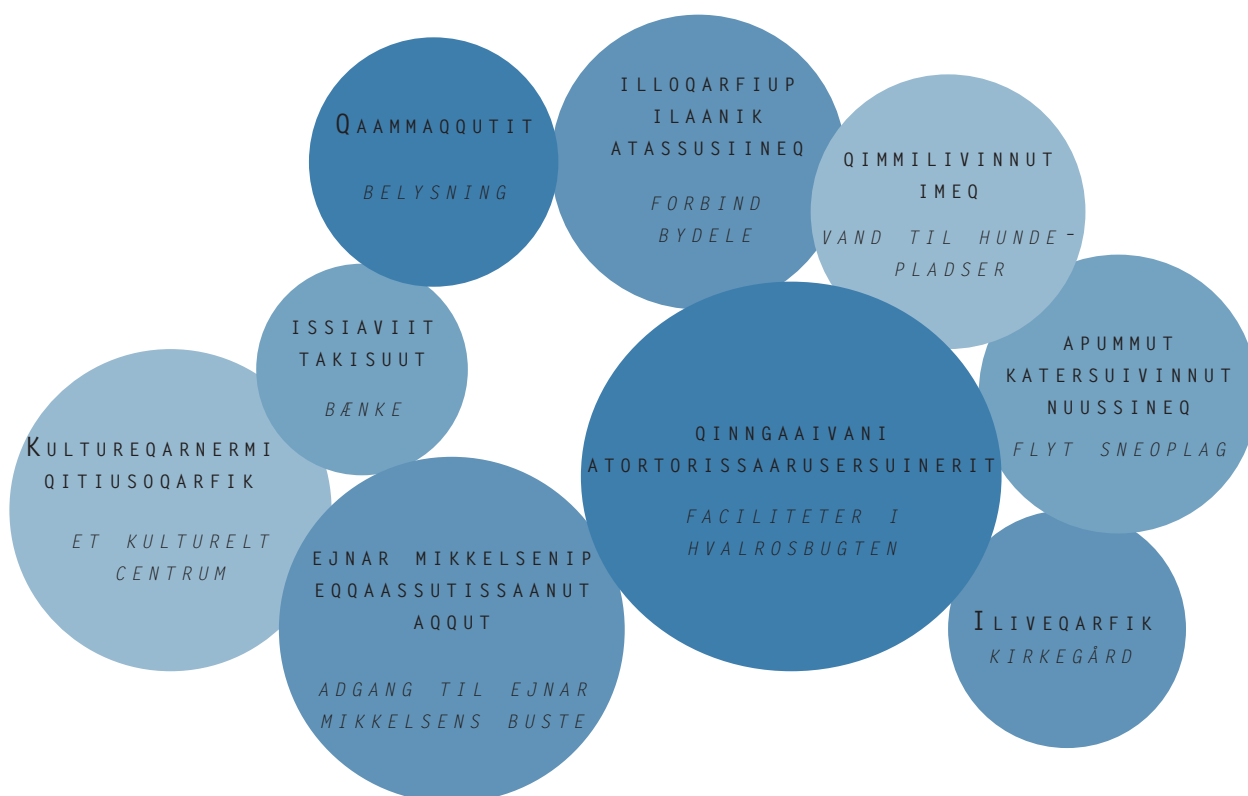 Qaammaqqutit
BELYSNING
ILLOQARFIUP
ILAANIK
ATASSUSIINEQ
FORBIND
BYDELE
QIMMILIVINNUT
IMEQ
VAND TIL HUNDE-
PLADSER
ISSIAVIIT
TAKISUUT
BÆNKE
APUMMUT
KATERSUIVINNUT
NUUSSINEQ
FLYT SNEOPLAG
Kultureqarnermi
qitiusoqarfik
ET KULTURELT
CENTRUM
QINNGAAIVANI
ATORTORISSAARUSERSUINERIT
FACILITETER I
HVALROSBUGTEN
EJNAR MIKKELSENIP
EQQAASSUTISSAANUT
AQQUT
ADGANG TIL EJNAR
MIKKELSENS BUSTE
Iliveqarfik
KIRKEGÅRD